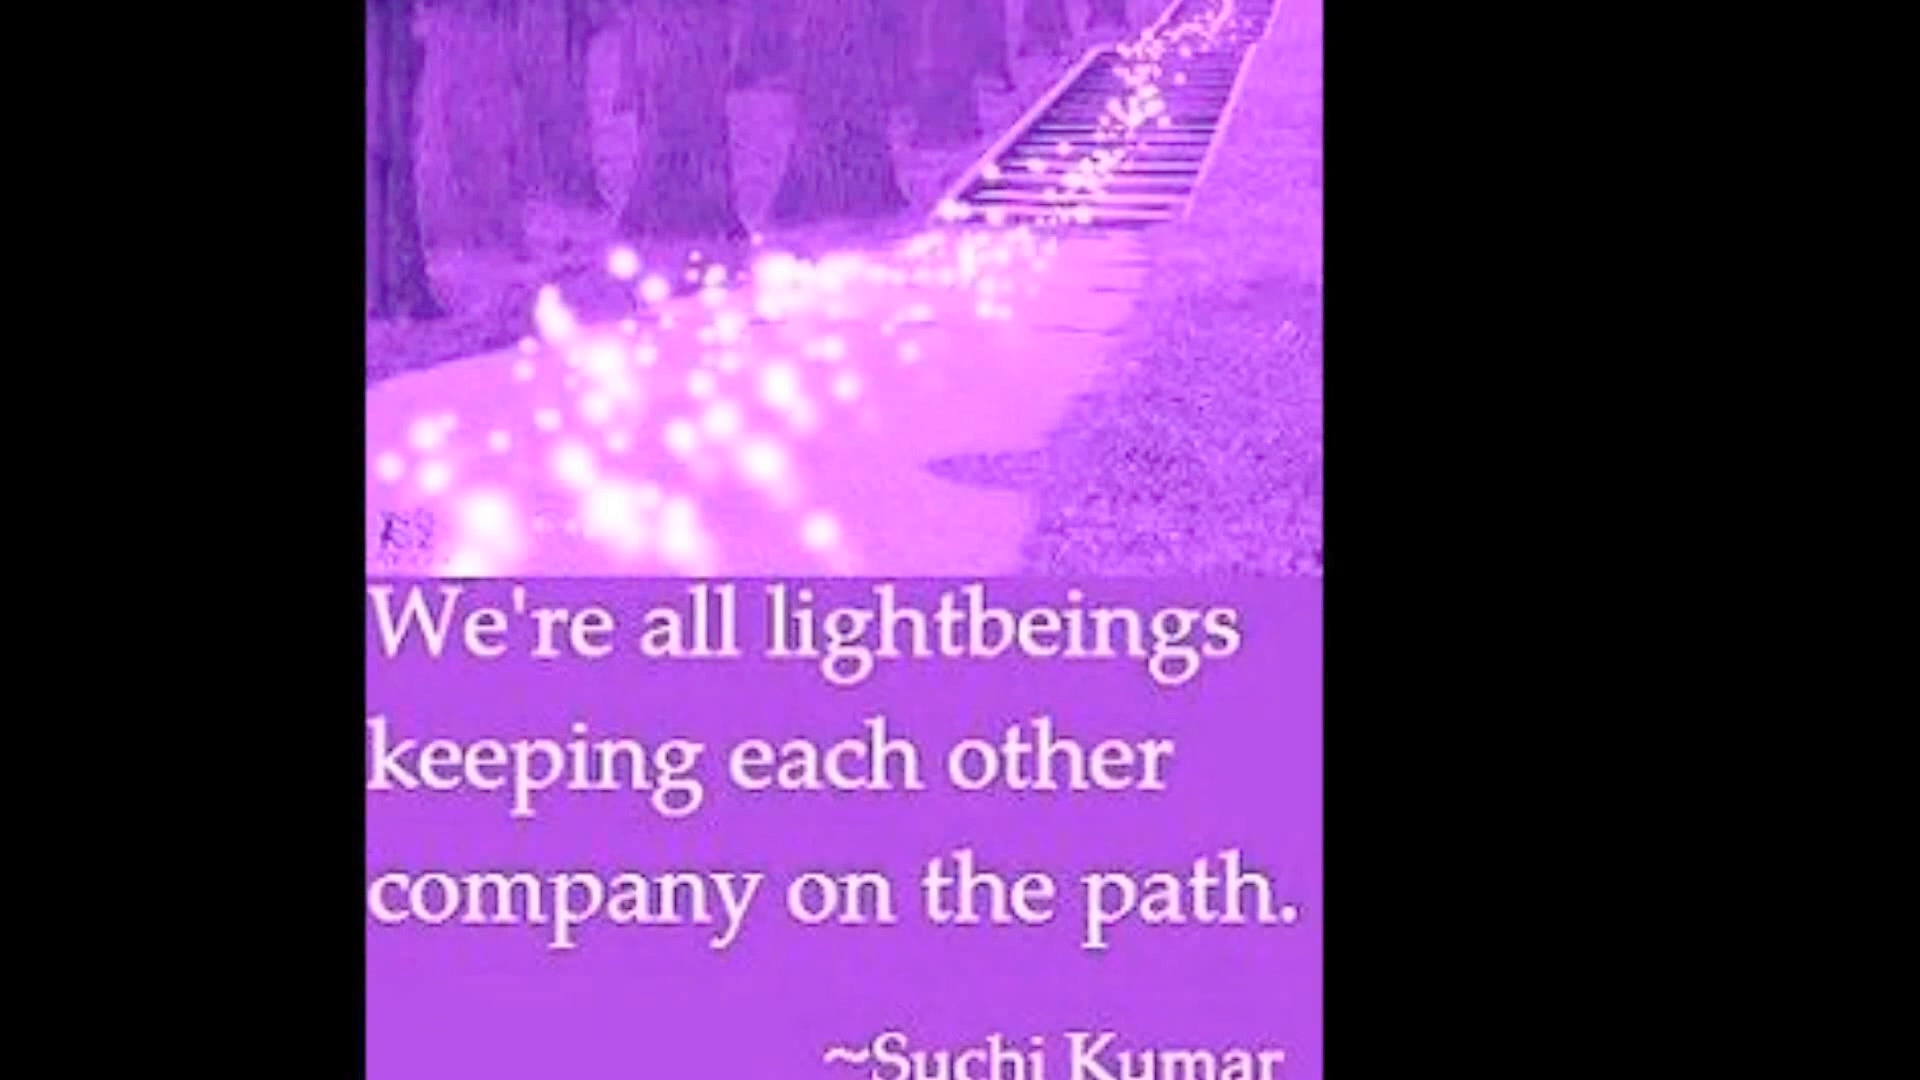 We're all lightbeings
keeping each other
company on the path.
~Suchi Kumar